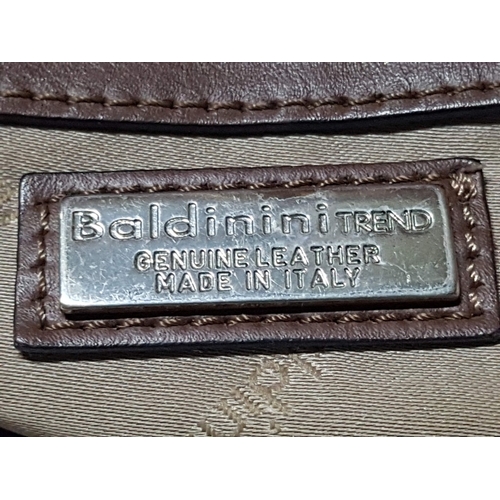 Baldinini TREND
GENUINE LEATHER
MADE IN ITALY